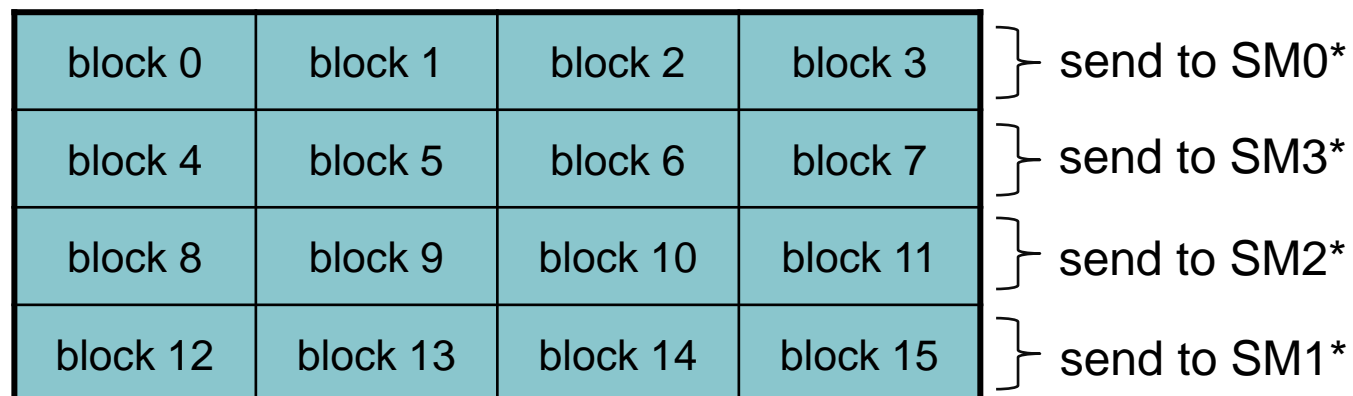 block 0 block 1 block 2 block 3 send to SM0*
block 4 block 5 block 6 block 7 send to SM3*
block 8 block 9 block 10 block 11 send to SM2*
block 12 block 13 block 14 block 15 send to SM1*